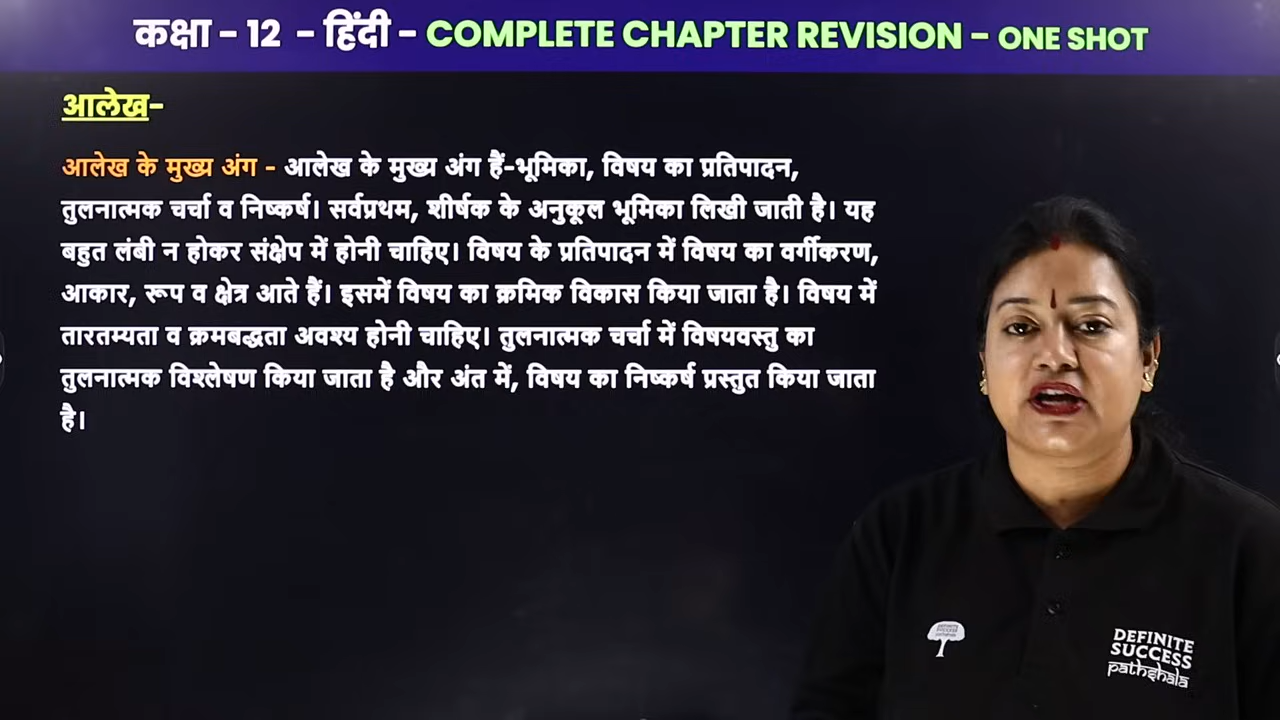 कक्षा - 12 - हिंदी - COMPLETE CHAPTER REVISION - ONE SHOT
आलेख-
आलेख के मुख्य अंग - आलेख के मुख्य अंग हैं-भूमिका, विषय का प्रतिपादन,
तुलनात्मक चर्चा व निष्कर्ष। सर्वप्रथम, शीर्षक के अनुकूल भूमिका लिखी जाती है। यह
बहुत लंबी न होकर संक्षेप में होनी चाहिए। विषय के प्रतिपादन में विषय का वर्गीकरण,
आकार, रूप व क्षेत्र आते हैं। इसमें विषय का क्रमिक विकास किया जाता है। विषय में
तारतम्यता व क्रमबद्धता अवश्य होनी चाहिए। तुलनात्मक चर्चा में विषयवस्तु का
तुलनात्मक विश्लेषण किया जाता है और अंत में, विषय का निष्कर्ष प्रस्तुत किया जाता
है।
DEFINITE
SUCCESS
pathshala